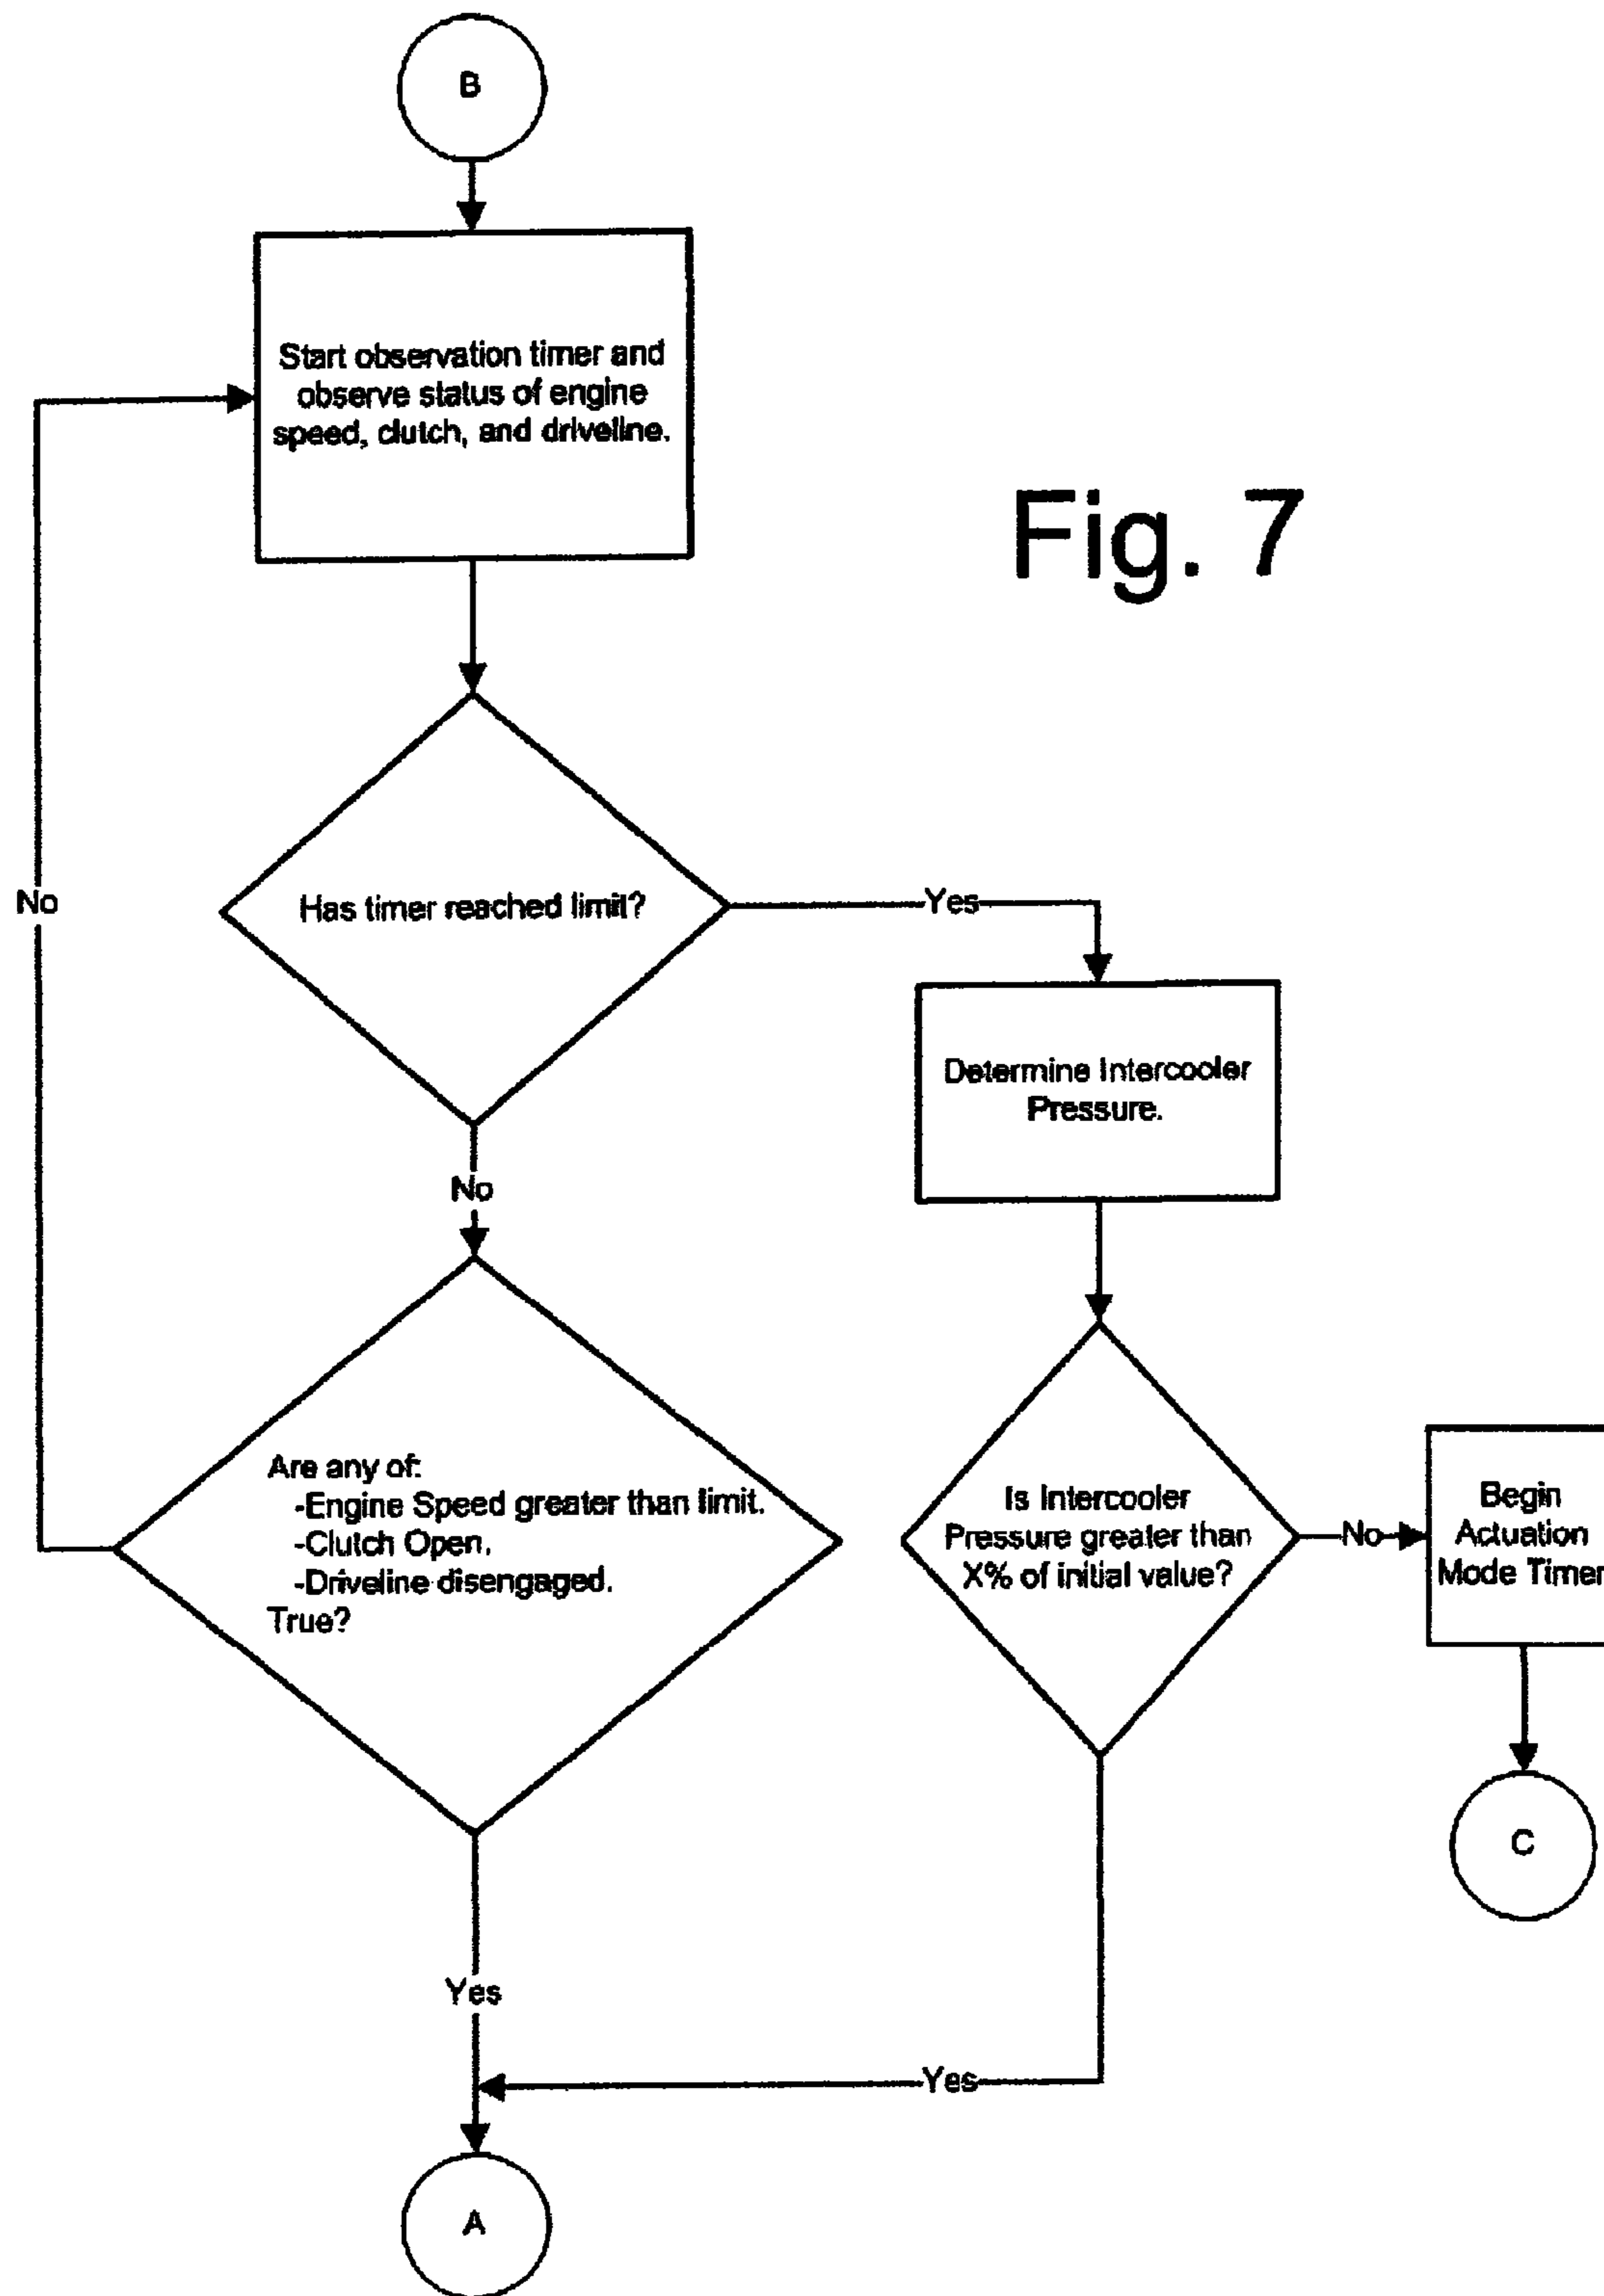 B
Start observation timer and
observe status of engine
speed, clutch, and driveline.
Fig. 7
Has timer reached limit?
Yes
No
No
Determine Intercooler
Pressure.
Are any of:
-Engine Speed greater than limit.
-Clutch Open.
-Driveline disengaged.
True?
Is Intercooler
Pressure greater than
X% of initial value?
No
Begin
Actuation
Mode Timer
C
Yes
Yes
A